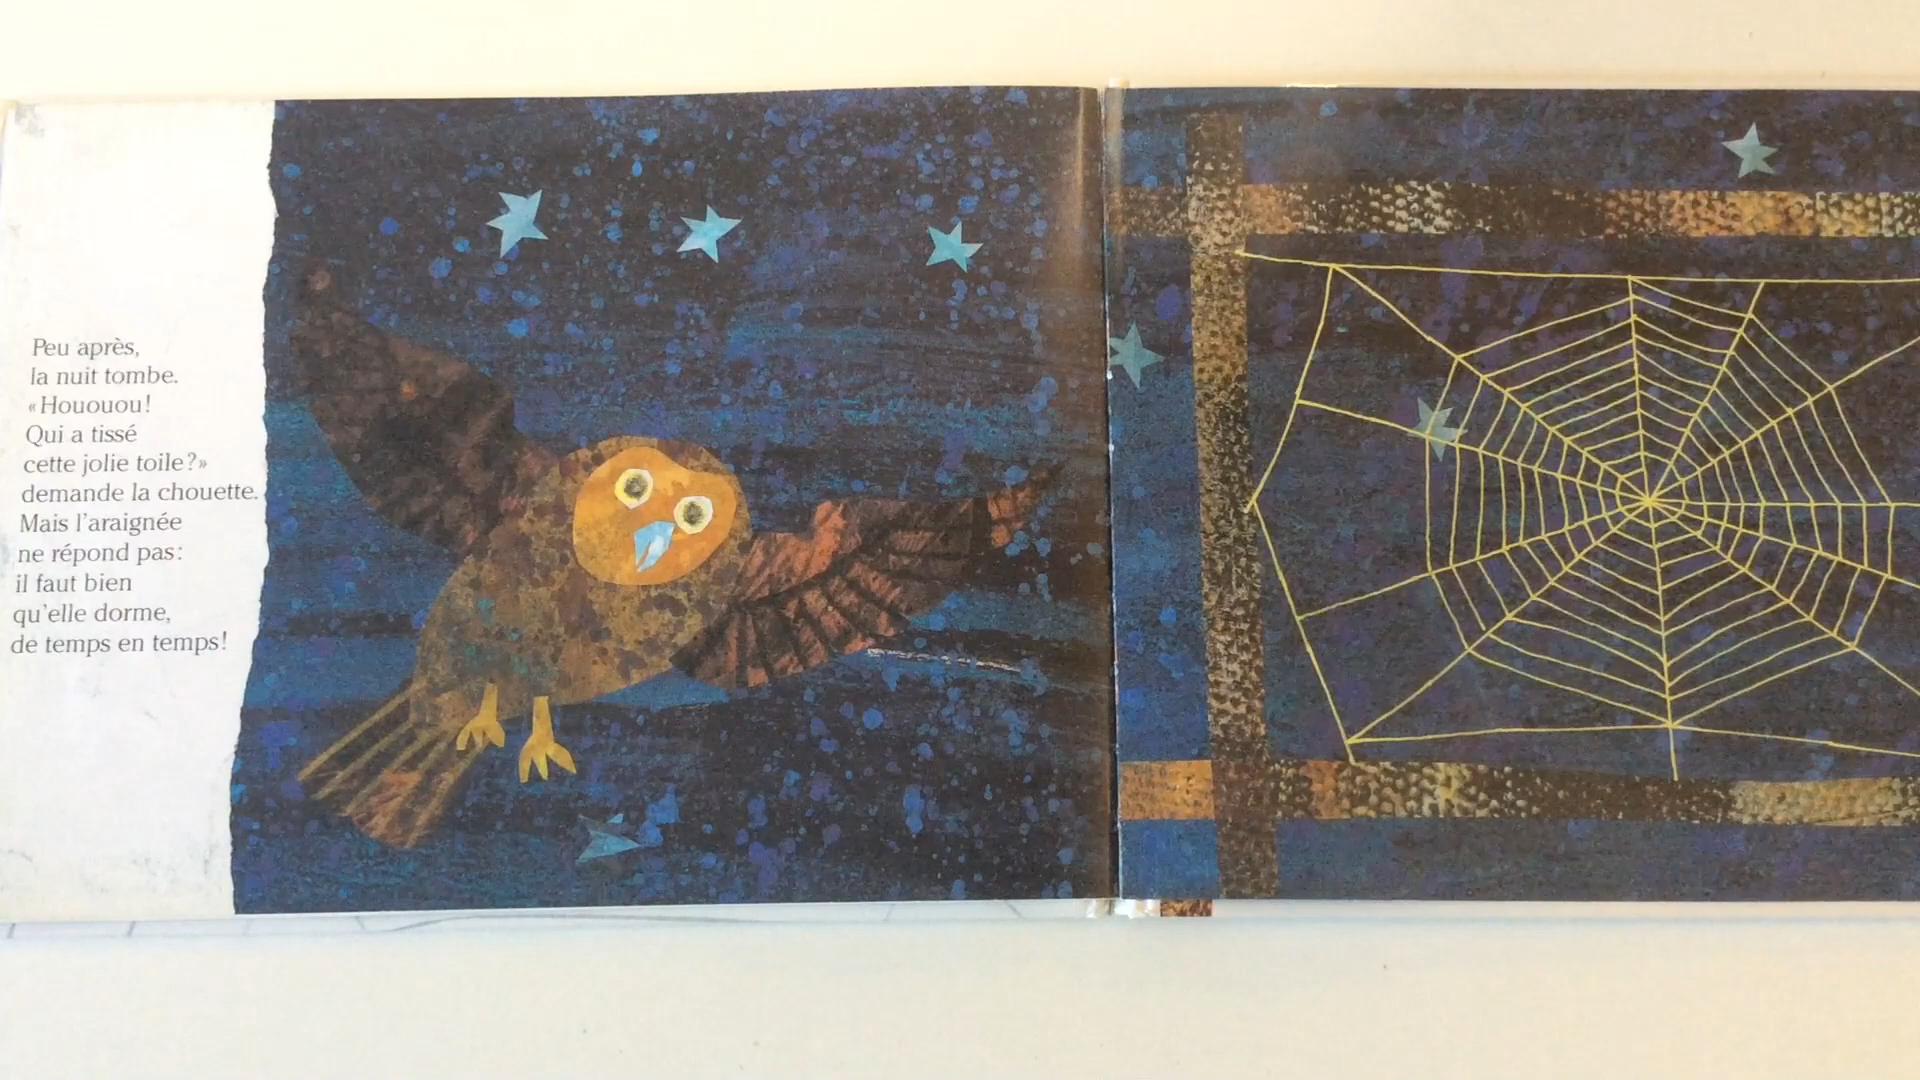 Peu après,
la nuit tombe.
«Hououou!
Qui a tissé
cette jolie toile?»
demande la chouette.
Mais l'araignée
ne répond pas:
il faut bien
qu'elle dorme,
de temps en temps!